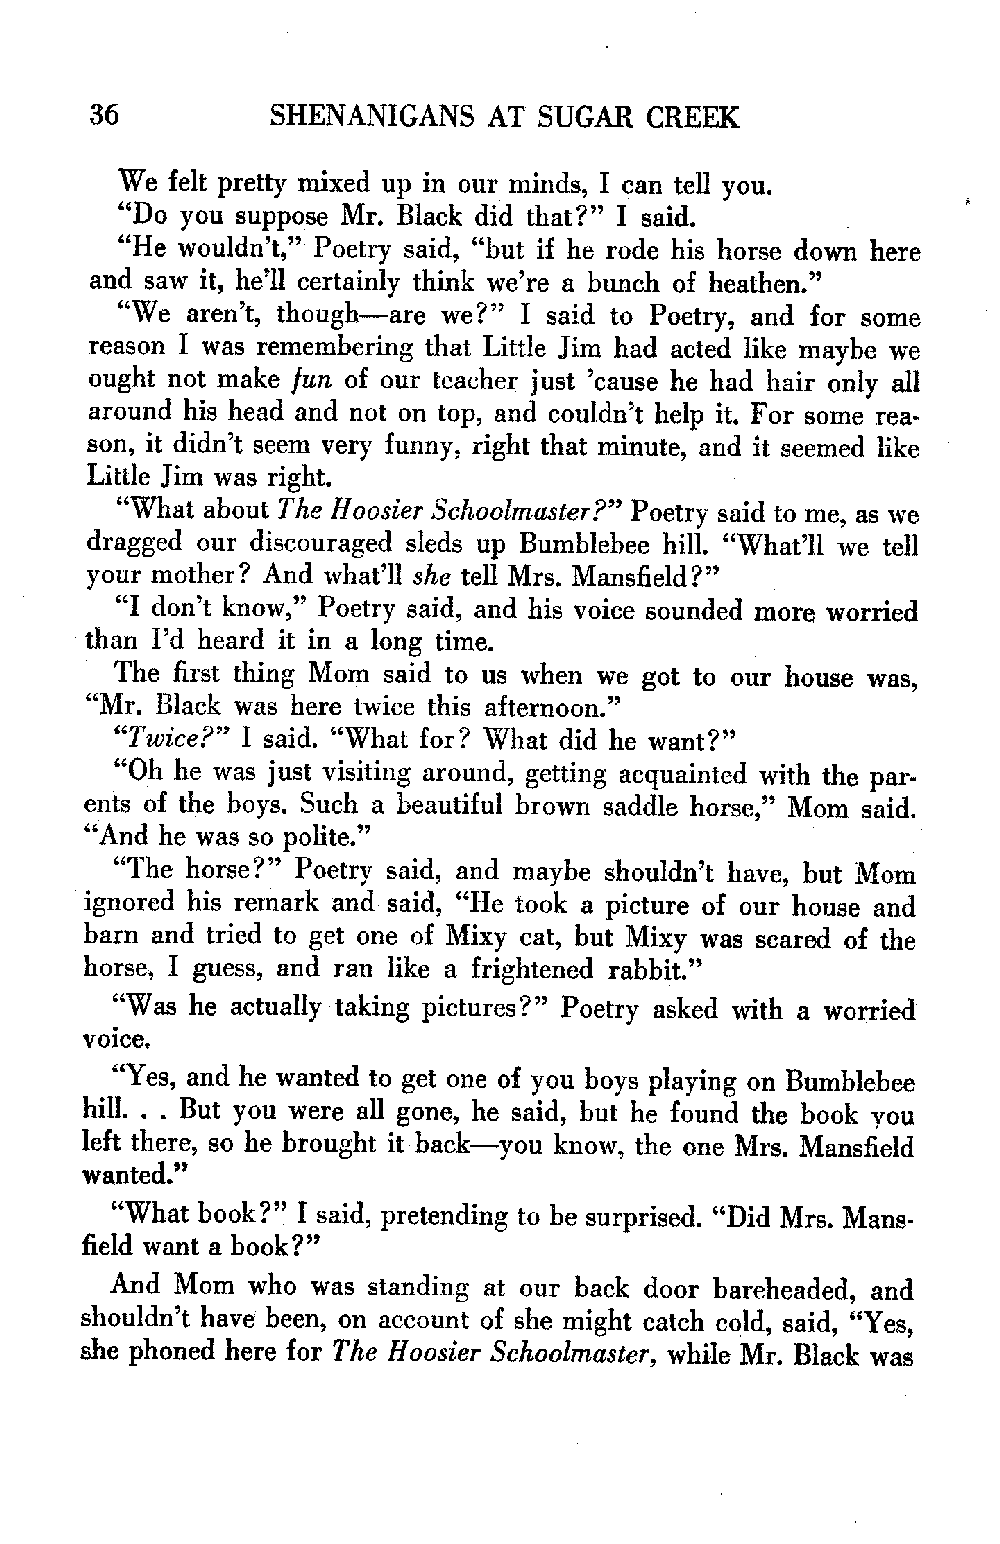 36 SHENANIGANS AT SUGAR CREEK
We felt pretty mixed up in our minds, I can tell you.
“Do you suppose Mr. Black did that?” I said.
“He wouldn’t,” Poetry said, “but if he rode his horse down here
and saw it, he’ll certainly think we’re a bunch of heathen.”
“We aren’t, though—are we?” I said to Poetry, and for some
reason I was remembering that Little Jim had acted like maybe we
ought not make fun of our teacher just ’cause he had hair only all
around his head and not on top, and couldn’t help it. For some rea-
son, it didn’t seem very funny, right that minute, and it seemed like
Little Jim was right.
“What about The Hoosier Schoolmaster?” Poetry said to me, as we
dragged our discouraged sleds up Bumblebee hill. “What’ll we tell
your mother? And what’ll she tell Mrs. Mansfield?”
“I don’t know,” Poetry said, and his voice sounded more worried
than I’d heard it in a long time.
The first thing Mom said to us when we got to our house was,
“Mr. Black was here twice this afternoon.”
“Twice?” I said. “What for? What did he want?”
“Oh he was just visiting around, getting acquainted with the par-
ents of the boys. Such a beautiful brown saddle horse,” Mom said.
“And he was so polite.”
“The horse?” Poetry said, and maybe shouldn’t have, but Mom
ignored his remark and said, “He took a picture of our house and
barn and tried to get one of Mixy cat, but Mixy was scared of the
horse, I guess, and ran like a frightened rabbit.”
“Was he actually taking pictures?” Poetry asked with a worried
voice.
“Yes, and he wanted to get one of you boys playing on Bumblebee
hill. . . But you were all gone, he said, but he found the book you
left there, so he brought it back—you know, the one Mrs. Mansfield
wanted.”
“What book?” I said, pretending to be surprised. “Did Mrs. Mans-
field want a book?”
And Mom who was standing at our back door bareheaded, and
shouldn’t have been, on account of she might catch cold, said, “Yes,
she phoned here for The Hoosier Schoolmaster, while Mr. Black was